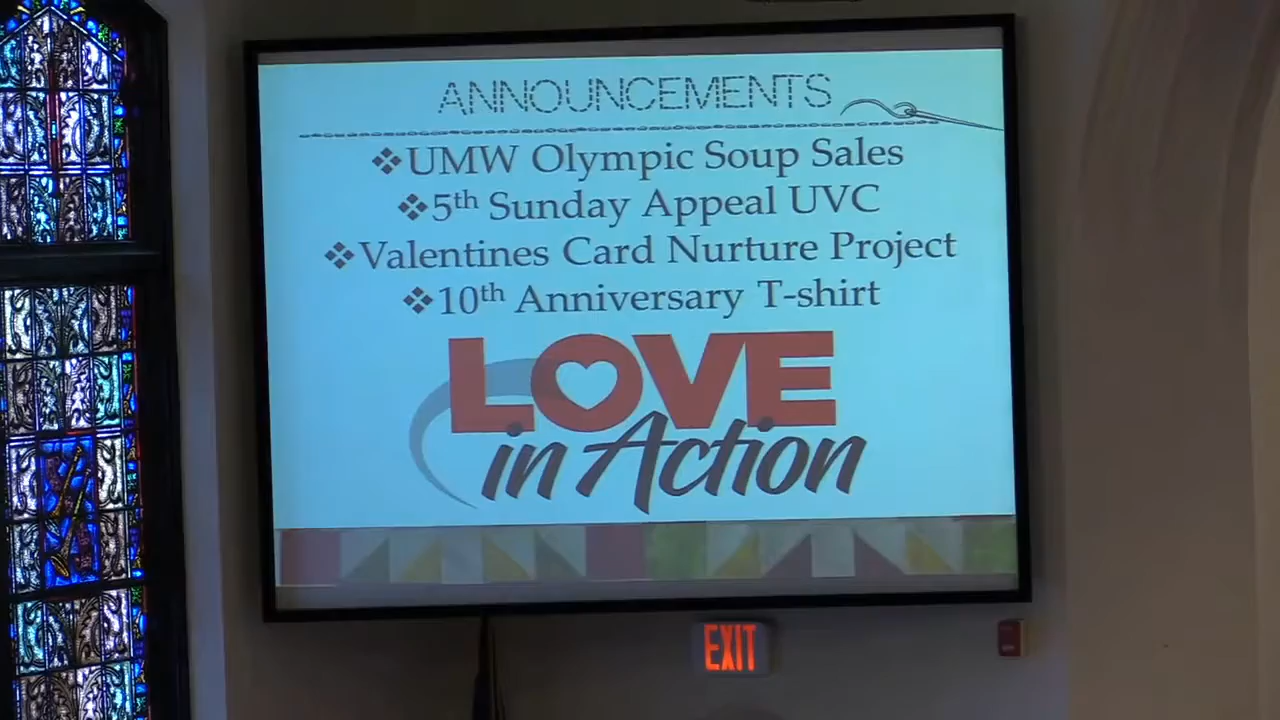 ANNOUNCEMENTS
❖UMW Olympic Soup Sales
❖5th Sunday Appeal UVC
❖Valentines Card Nurture Project
❖10th Anniversary T-shirt
LOVE
in Action
EXIT